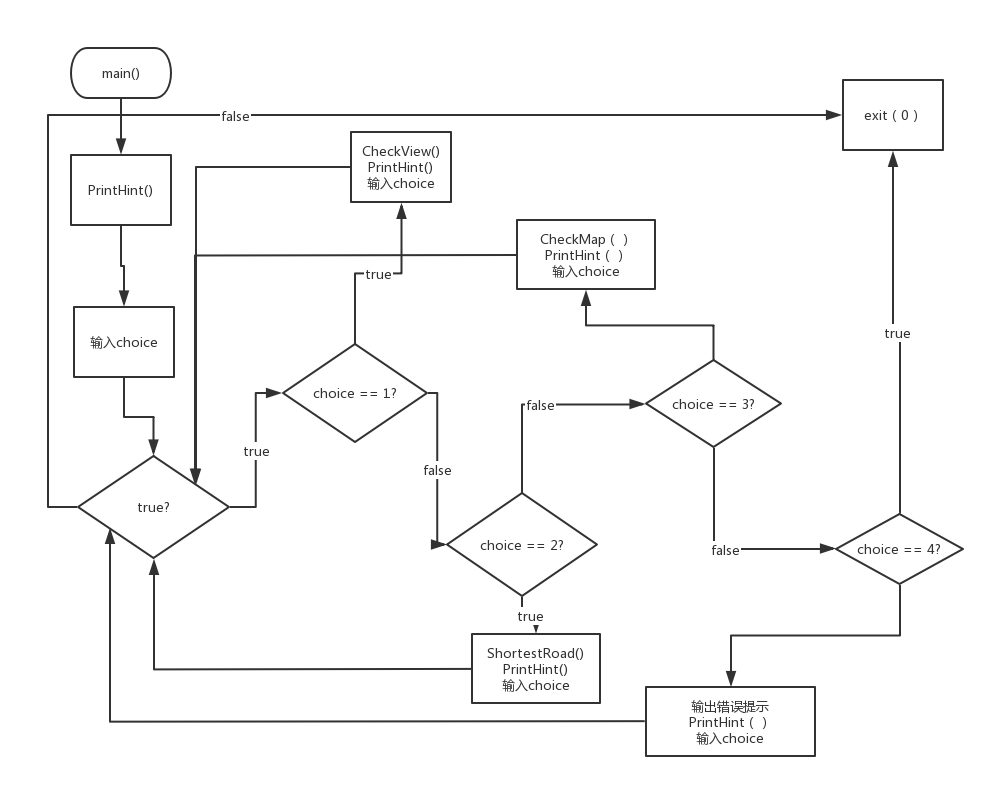 main()
false
exit ( 0 )
CheckView()
PrintHint()
输入choice
PrintHint()
CheckMap (  )
PrintHint (  )
输入choice
true
true
输入choice
choice == 1?
choice == 3?
false
true
false
true?
choice == 2?
false
choice == 4?
true
ShortestRoad()
PrintHint()
输入choice
输出错误提示
PrintHint (  )
输入choice